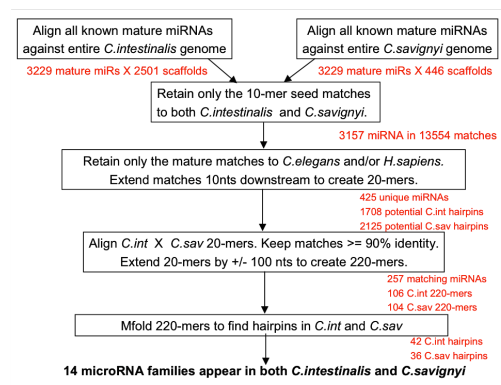 Align all known mature miRNAs
against entire C.intestinalis
genome
Align all known mature miRNAs
against entire C.savignyi genome
3229 mature miRs X 2501 scaffolds
3229 mature miRs X 446 scaffolds
Retain only the 10-mer seed matches
to both C.intestinalis and C.savignyi.
3157 miRNA in 13554 matches
Retain only the mature matches to C.elegans and/or H.sapiens.
Extend matches 10nts downstream to create 20-mers.
425 unique miRNAs
1708 potential C.int hairpins
2125 potential C.sav hairpins
Align C.int X C.sav 20-mers. Keep matches >= 90% identity.
Extend 20-mers by +/- 100 nts to create 220-mers.
257 matching miRNAs
106 C.int 220-mers
104 C.sav 220-mers
Mfold 220-mers to find hairpins in C.int and C.sav
42 C.int hairpins
36 C.sav hairpins
14 microRNA families appear in both C.intestinalis and C.savignyi